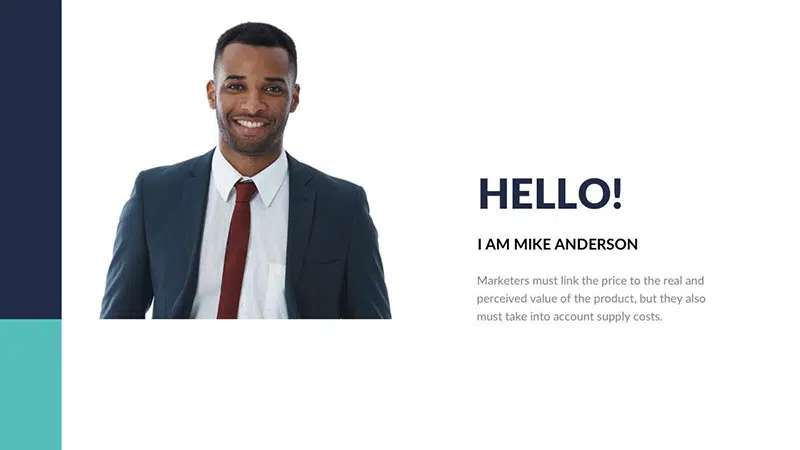 HELLO!
I AM MIKE ANDERSON
Marketers must link the price to the real and
perceived value of the product, but they also
must take into account supply costs.